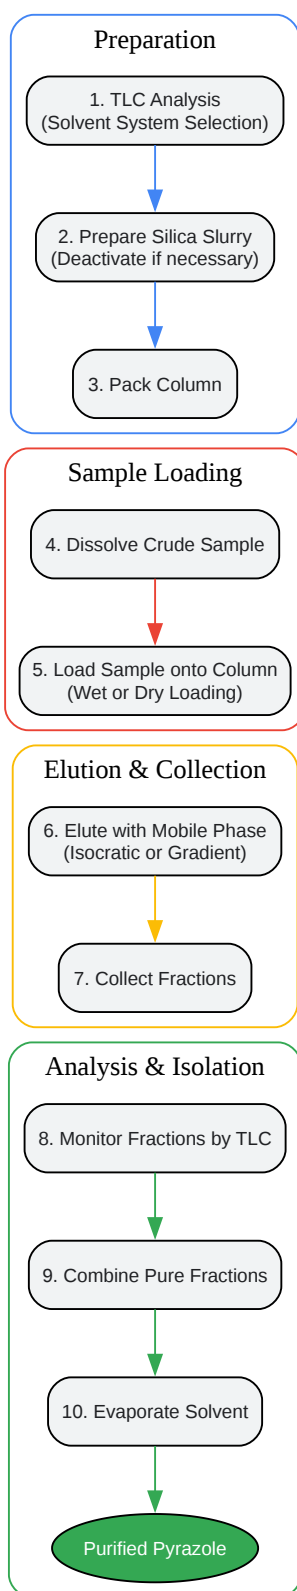 Preparation
1. TLC Analysis
(Solvent System Selection)
2. Prepare Silica Slurry
(Deactivate if necessary)
3. Pack Column
Sample Loading
4. Dissolve Crude Sample
5. Load Sample onto Column
(Wet or Dry Loading)
Elution & Collection
6. Elute with Mobile Phase
(Isocratic or Gradient)
7. Collect Fractions
Analysis & Isolation
8. Monitor Fractions by TLC
9. Combine Pure Fractions
10. Evaporate Solvent
Purified Pyrazole